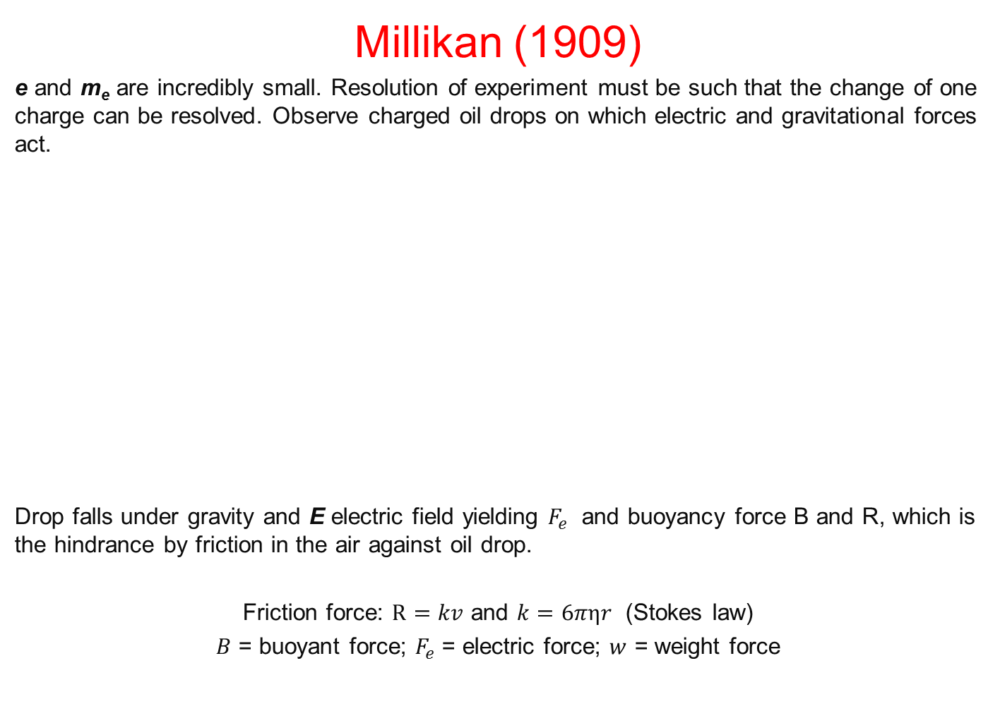 Millikan (1909)
e and mₑ are incredibly small. Resolution of experiment must be such that the change of one
charge can be resolved. Observe charged oil drops on which electric and gravitational forces
act.
Drop falls under gravity and E electric field yielding Fₑ and buoyancy force B and R, which is
the hindrance by friction in the air against oil drop.
Friction force: R = kv and k = 6πηr (Stokes law)
B = buoyant force; Fₑ = electric force; w = weight force